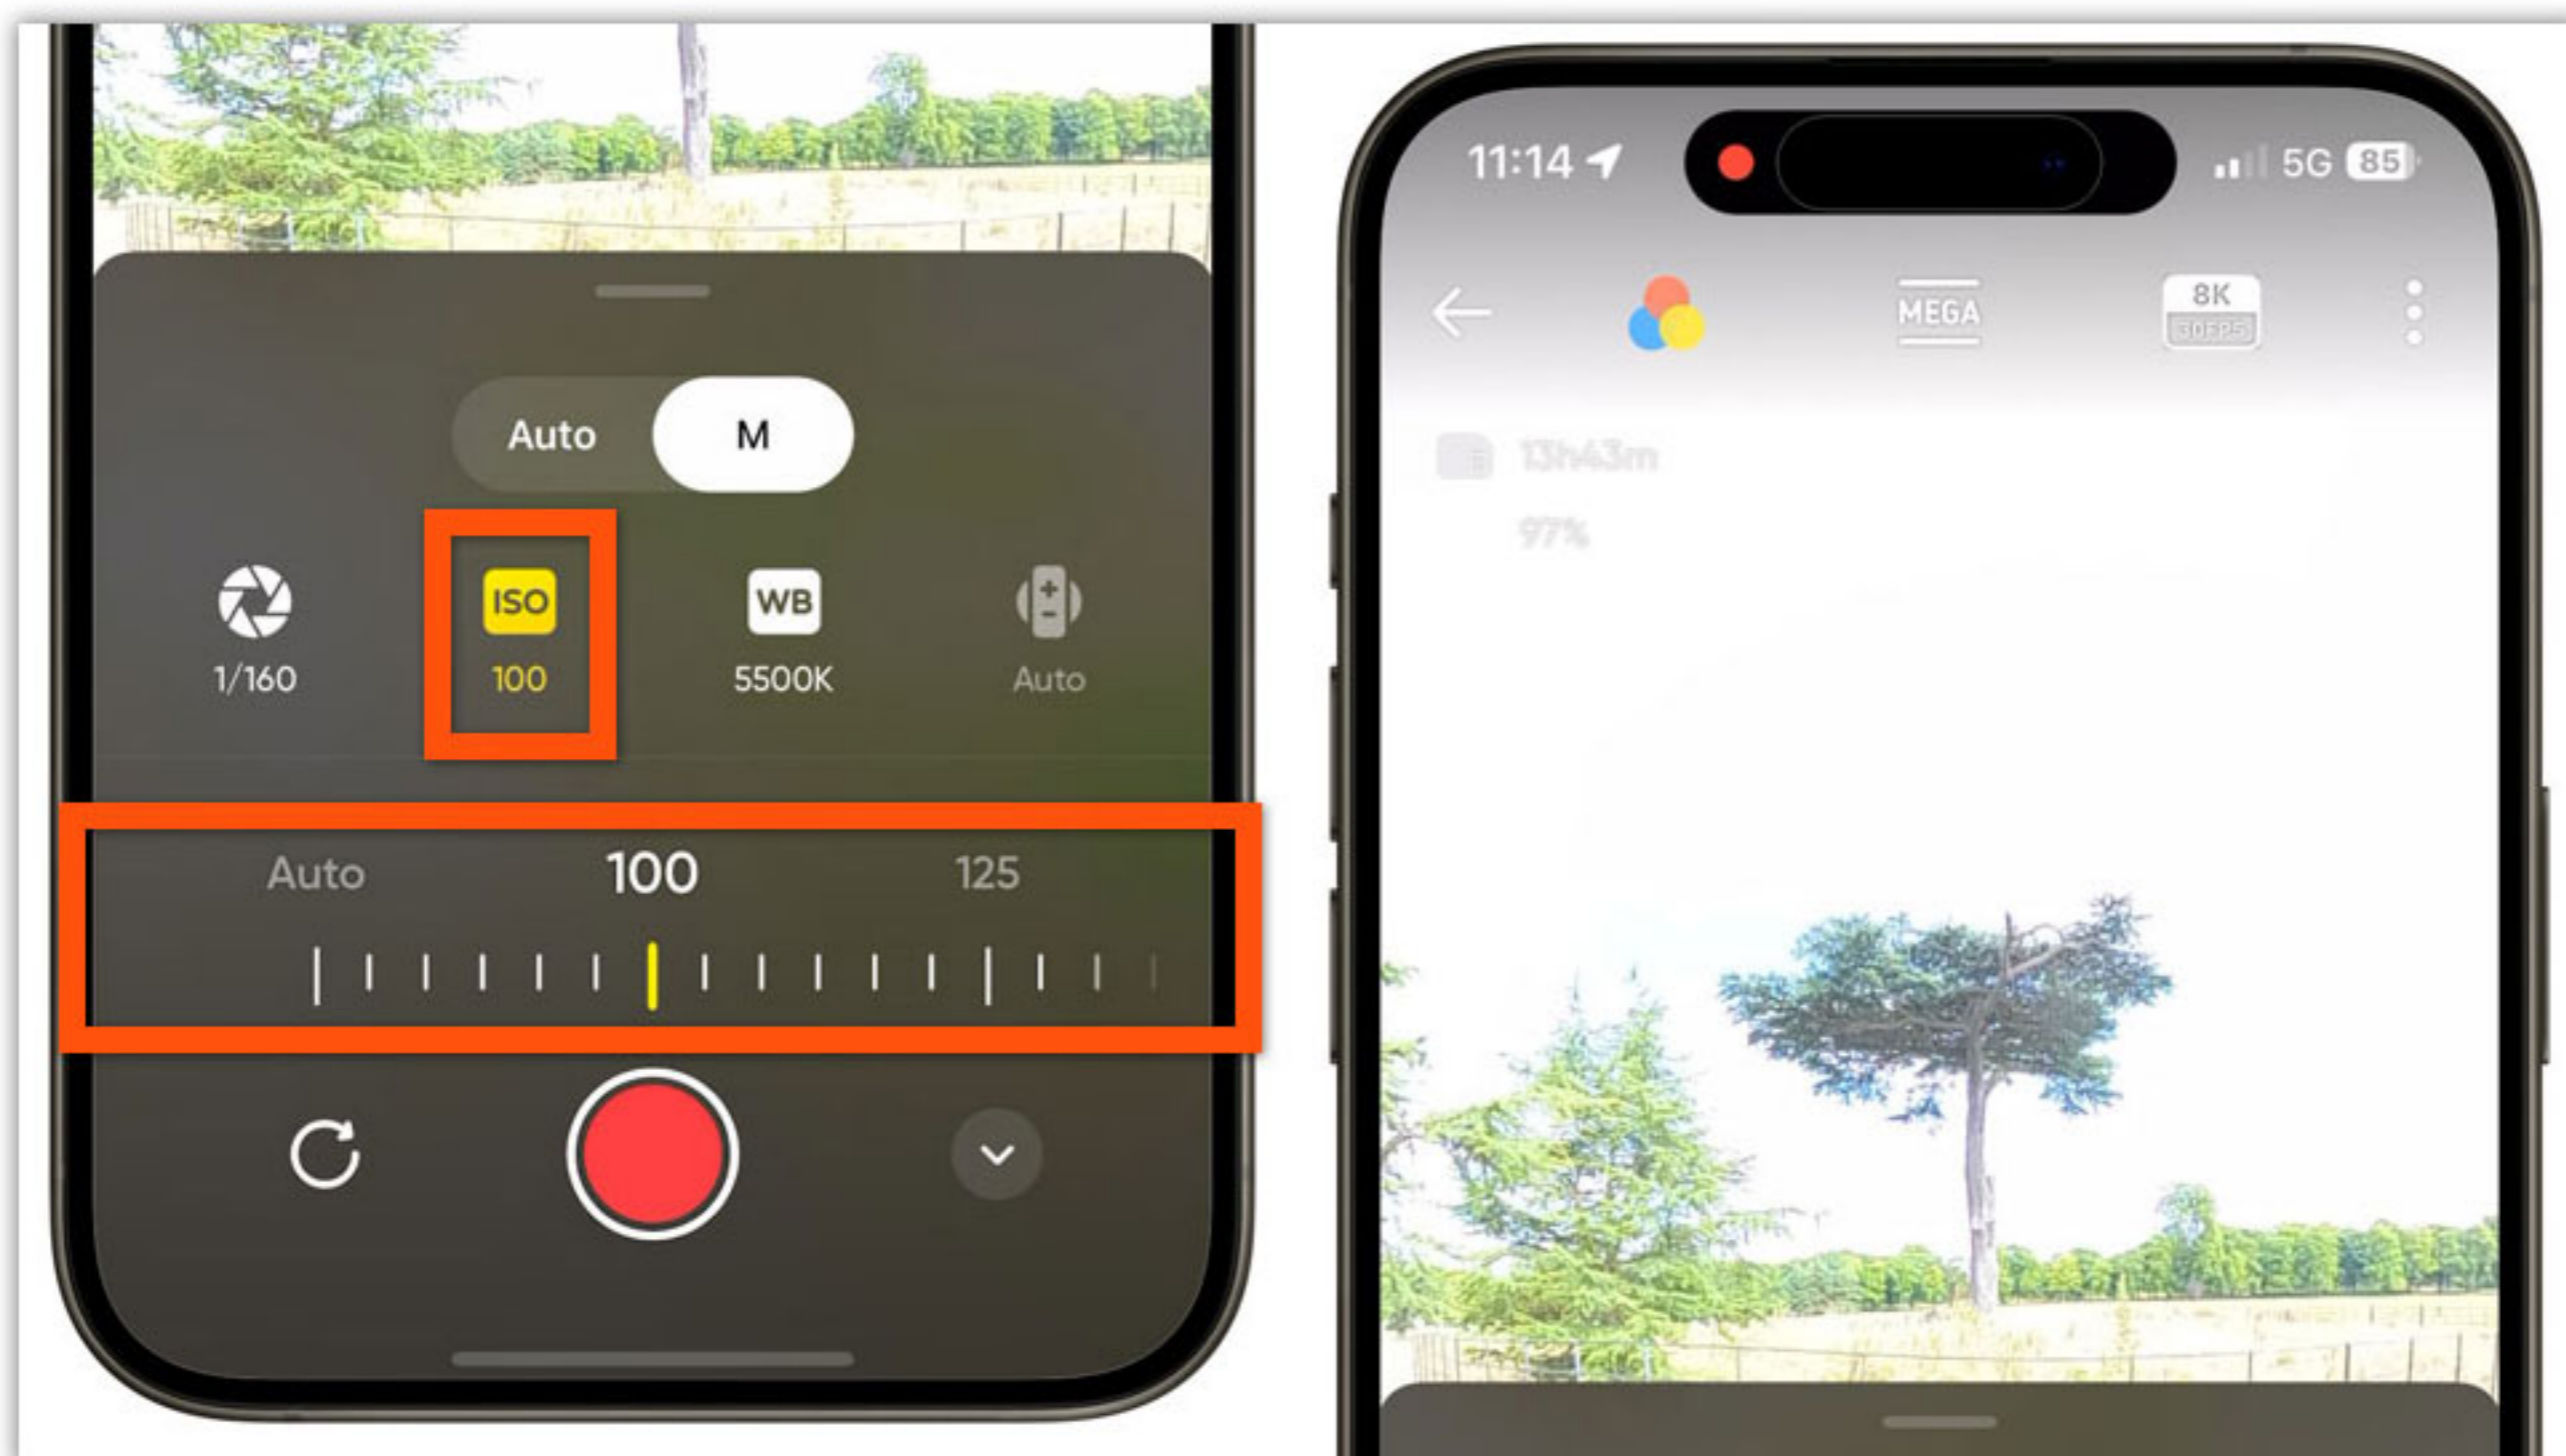 Auto M
ISO WB + -
1/160 100 5500K Auto
Auto 100 125
11:14 5G 85
MEGA 8K
30FPS
13h43m
97%